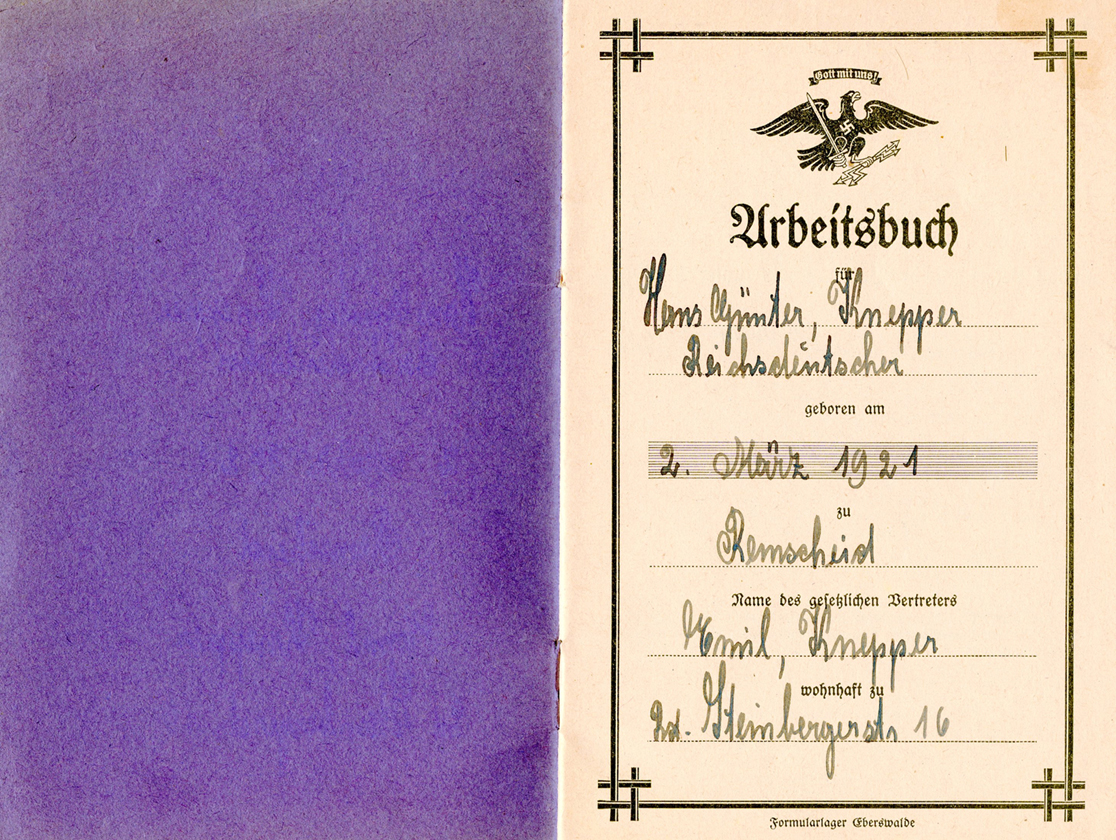 Gott mit uns!
Arbeitsbuch
für
Hans Günter, Knepper
Reichsdeutscher
geboren am
2. März 1921
zu
Remscheid
Name des gesetzlichen Vertreters
Emil, Knepper
wohnhaft zu
Steinbergerstr 16
Formularlager Eberswalde